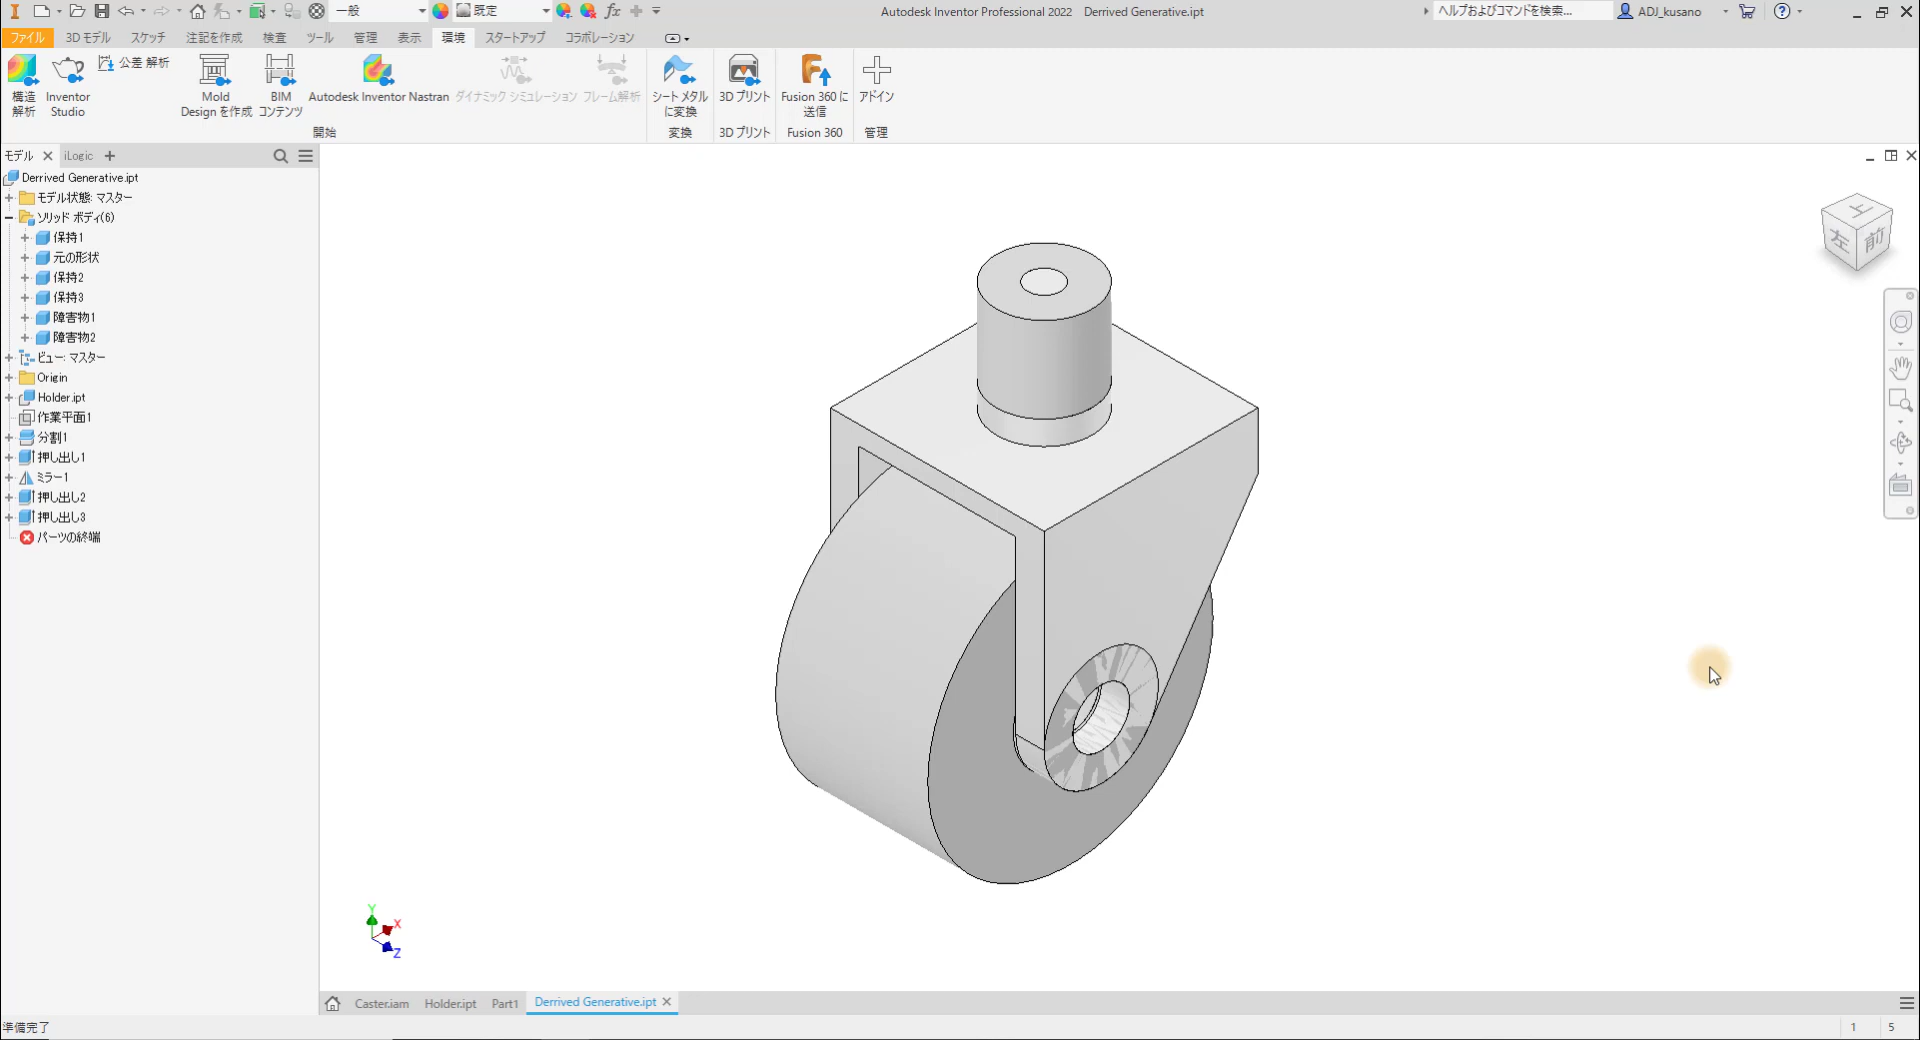 一般
既定
fx
Autodesk Inventor Professional 2022 Derrived Generative.ipt
ヘルプおよびコマンドを検索...
ADJ_kusano
ファイル
3D モデル
スケッチ
注記を作成
検査
ツール
管理
表示
環境
スタートアップ
コラボレーション
構造
解析
Inventor
Studio
公差 解析
Mold
Design を作成
BIM
コンテンツ
Autodesk Inventor Nastran
ダイナミック シミュレーション
フレーム解析
シート メタル
に変換
3D プリント
Fusion 360 に
送信
アドイン
開始
変換
3D プリント
Fusion 360
管理
モデル
iLogic
Derrived Generative.ipt
モデル状態: マスター
ソリッド ボディ(6)
保持1
元の形状
保持2
保持3
障害物1
障害物2
ビュー: マスター
Origin
Holder.ipt
作業平面1
分割1
押し出し1
ミラー1
押し出し2
押し出し3
パーツの終端
上
左
前
Y
X
Z
Caster.iam
Holder.ipt
Part1
Derrived Generative.ipt
準備完了
1
5